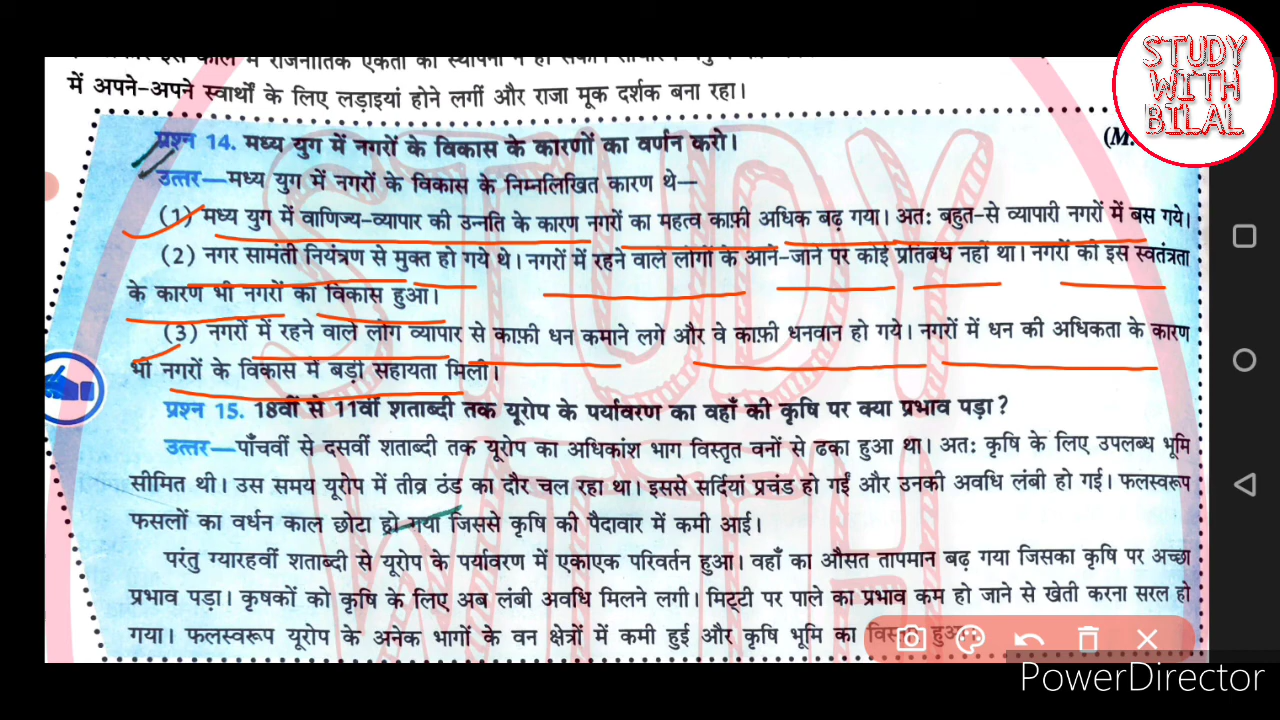 में अपने-अपने स्वार्थों के लिए लड़ाइयां होने लगीं और राजा मूक दर्शक बना रहा।
STUDY
WITH
BILAL
प्रश्न 14. मध्य युग में नगरों के विकास के कारणों का वर्णन करो। (M.
उत्तर—मध्य युग में नगरों के विकास के निम्नलिखित कारण थे—
(1) मध्य युग में वाणिज्य-व्यापार की उन्नति के कारण नगरों का महत्व काफ़ी अधिक बढ़ गया। अतः बहुत-से व्यापारी नगरों में बस गये।
(2) नगर सामंती नियंत्रण से मुक्त हो गये थे। नगरों में रहने वाले लोगों के आने-जाने पर कोई प्रतिबंध नहीं था। नगरों की इस स्वतंत्रता
के कारण भी नगरों का विकास हुआ।
(3) नगरों में रहने वाले लोग व्यापार से काफ़ी धन कमाने लगे और वे काफ़ी धनवान हो गये। नगरों में धन की अधिकता के कारण
भी नगरों के विकास में बड़ी सहायता मिली।
प्रश्न 15. 18वीं से 11वीं शताब्दी तक यूरोप के पर्यावरण का वहाँ की कृषि पर क्या प्रभाव पड़ा?
उत्तर—पाँचवीं से दसवीं शताब्दी तक यूरोप का अधिकांश भाग विस्तृत वनों से ढका हुआ था। अतः कृषि के लिए उपलब्ध भूमि
सीमित थी। उस समय यूरोप में तीव्र ठंड का दौर चल रहा था। इससे सर्दियां प्रचंड हो गईं और उनकी अवधि लंबी हो गई। फलस्वरूप
फसलों का वर्धन काल छोटा हो गया जिससे कृषि की पैदावार में कमी आई।
परंतु ग्यारहवीं शताब्दी से यूरोप के पर्यावरण में एकाएक परिवर्तन हुआ। वहाँ का औसत तापमान बढ़ गया जिसका कृषि पर अच्छा
प्रभाव पड़ा। कृषकों को कृषि के लिए अब लंबी अवधि मिलने लगी। मिट्टी पर पाले का प्रभाव कम हो जाने से खेती करना सरल हो
गया। फलस्वरूप यूरोप के अनेक भागों के वन क्षेत्रों में कमी हुई और कृषि भूमि का
STUDY
WITH
PowerDirector